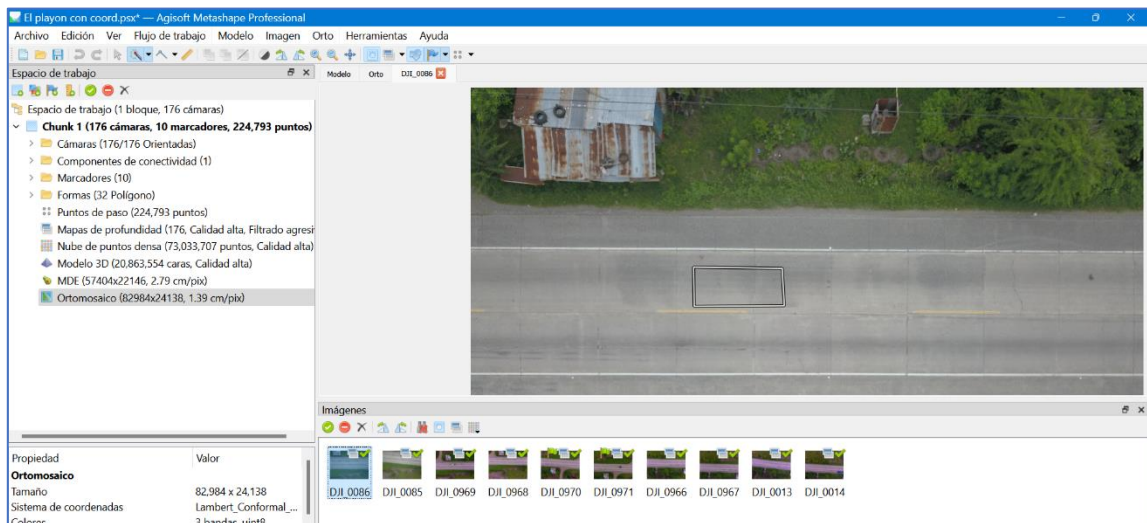 El playon con coord.psx* — Agisoft Metashape Professional
Archivo Edición Ver Flujo de trabajo Modelo Imagen Orto Herramientas Ayuda
Espacio de trabajo
Modelo Orto DJI_0086
Espacio de trabajo (1 bloque, 176 cámaras)
Chunk 1 (176 cámaras, 10 marcadores, 224,793 puntos)
Cámaras (176/176 Orientadas)
Componentes de conectividad (1)
Marcadores (10)
Formas (32 Polígono)
Puntos de paso (224,793 puntos)
Mapas de profundidad (176, Calidad alta, Filtrado agresi
Nube de puntos densa (73,033,707 puntos, Calidad alta)
Modelo 3D (20,863,554 caras, Calidad alta)
MDE (57404x22146, 2.79 cm/pix)
Ortomosaico (82984x24138, 1.39 cm/pix)
Imágenes
DJI_0086 DJI_0085 DJI_0969 DJI_0968 DJI_0970 DJI_0971 DJI_0966 DJI_0967 DJI_0013 DJI_0014
Propiedad Valor
Ortomosaico
Tamaño 82,984 x 24,138
Sistema de coordenadas Lambert_Conformal_...
Colores 3 bandas, uint8